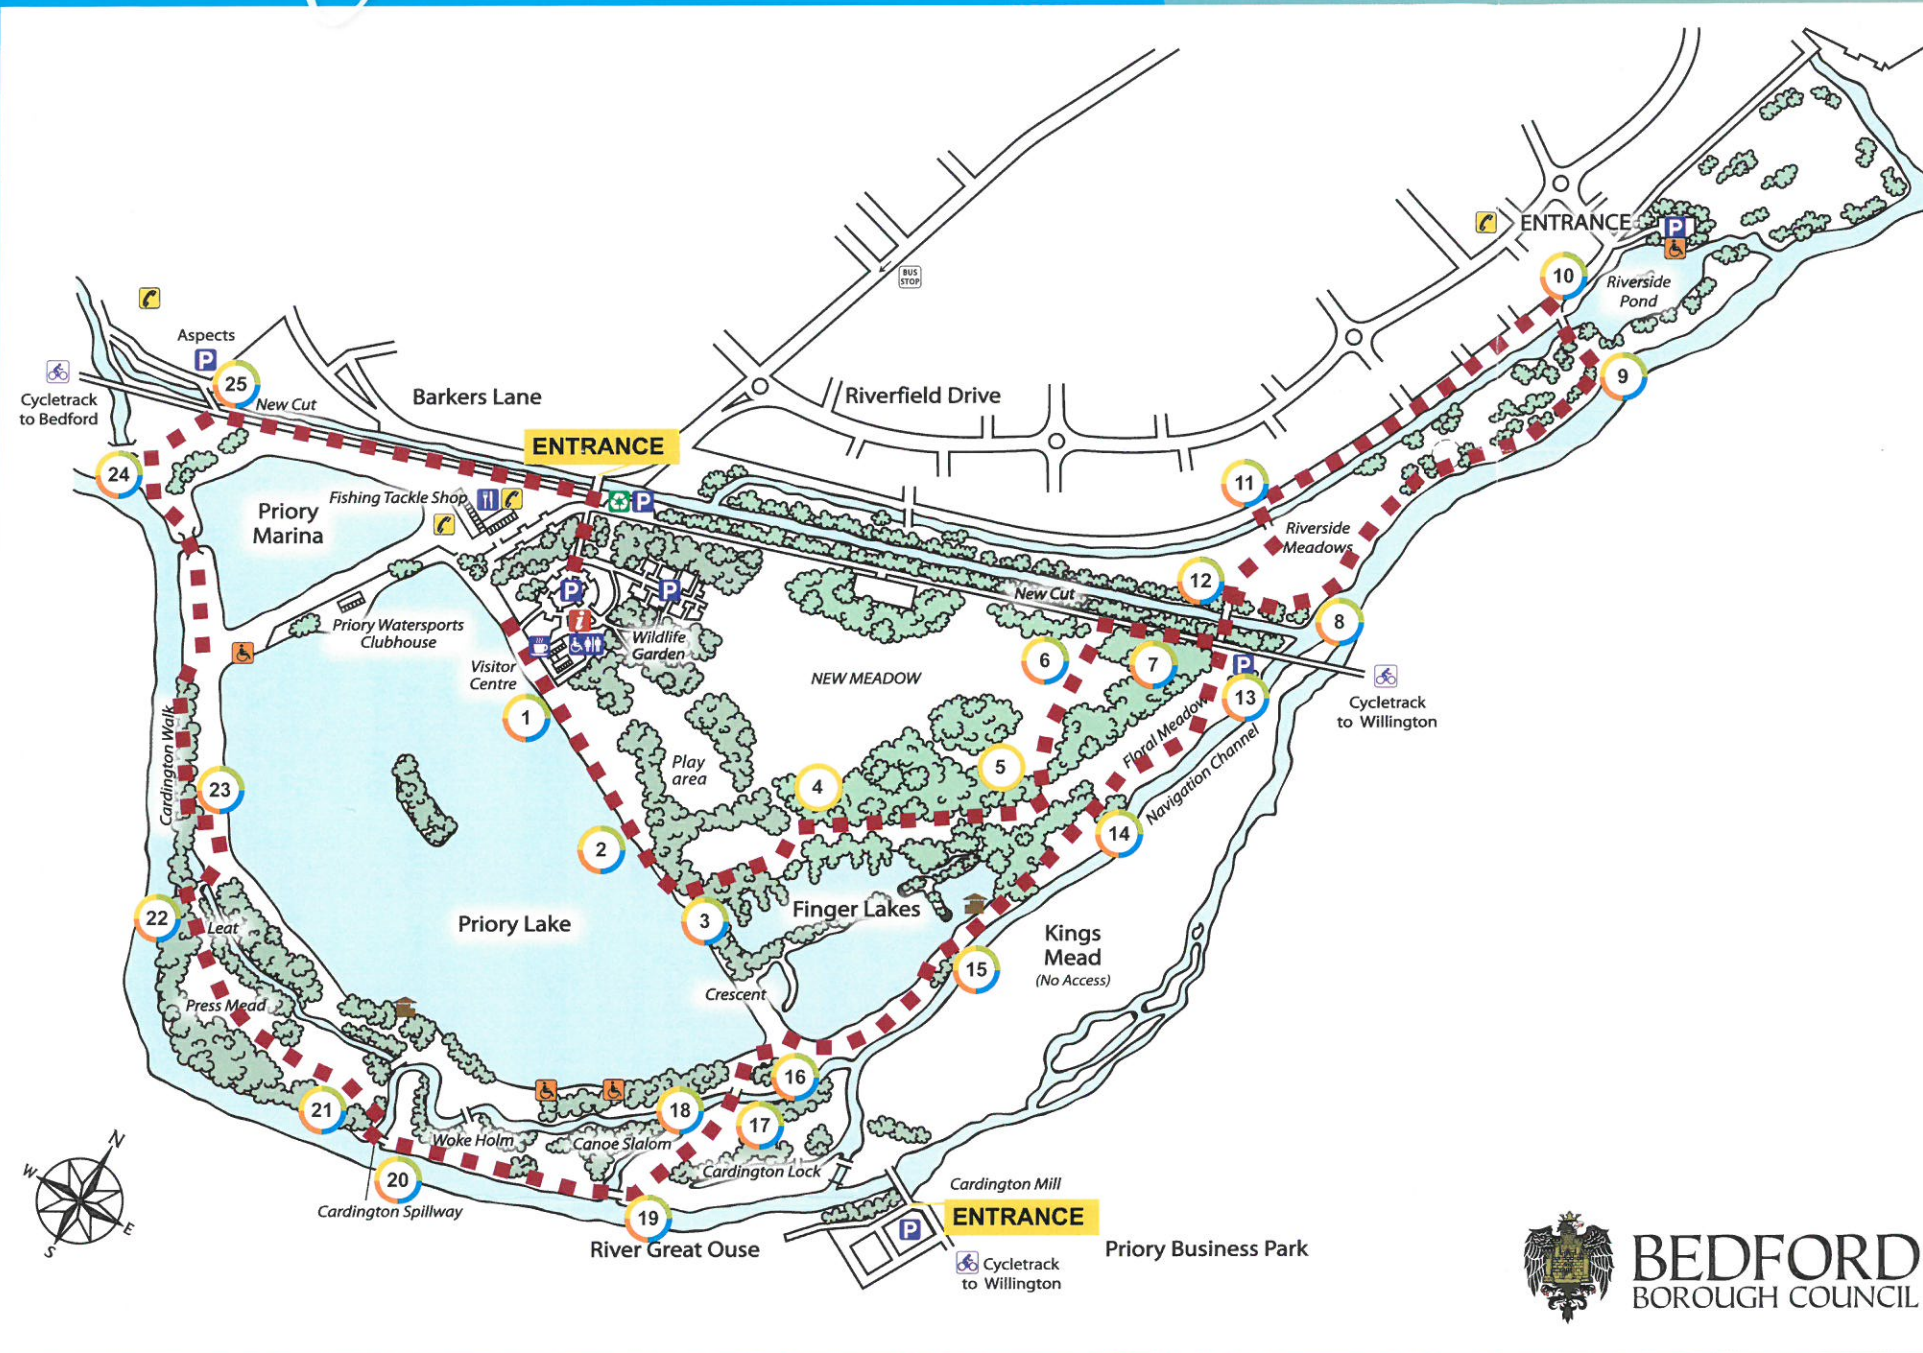 ENTRANCE
10
Riverside
Pond
BUS
STOP
Aspects
P
25
New Cut
Cycletrack
to Bedford
Barkers Lane
Riverfield Drive
9
ENTRANCE
24
Fishing Tackle Shop
P
11
Priory
Marina
Riverside
Meadows
12
P
P
P
New Cut
8
Priory Watersports
Clubhouse
i
Wildlife
Garden
Visitor
Centre
6
7
P
13
NEW MEADOW
Cycletrack
to Willington
1
Cardington Walk
Floral Meadow
Navigation Channel
Play
area
5
4
23
2
14
22
Leat
Priory Lake
3
Finger Lakes
Kings
Mead
(No Access)
15
Crescent
Press Mead
16
21
18
17
Woke Holm
Canoe Slalom
Cardington Lock
20
Cardington Spillway
19
River Great Ouse
Cardington Mill
ENTRANCE
P
Priory Business Park
Cycletrack
to Willington
N
W
E
S
BEDFORD
BOROUGH COUNCIL